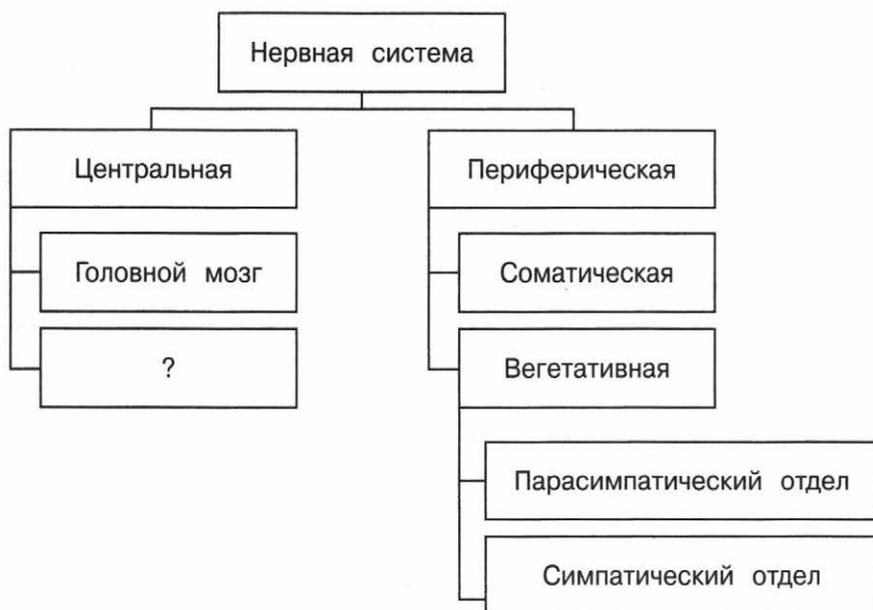 Нервная система
Центральная
Периферическая
Головной мозг
Соматическая
?
Вегетативная
Парасимпатический отдел
Симпатический отдел